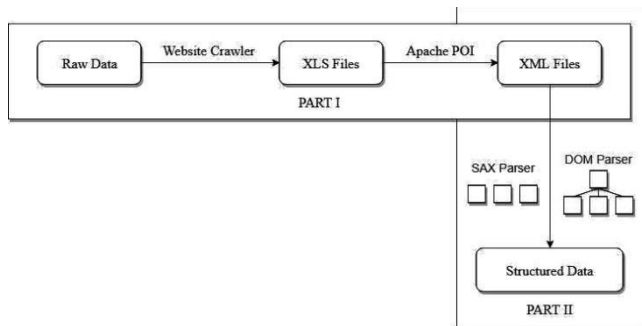 Raw Data
Website Crawler
XLS Files
Apache POI
XML Files
PART I
SAX Parser
DOM Parser
Structured Data
PART II